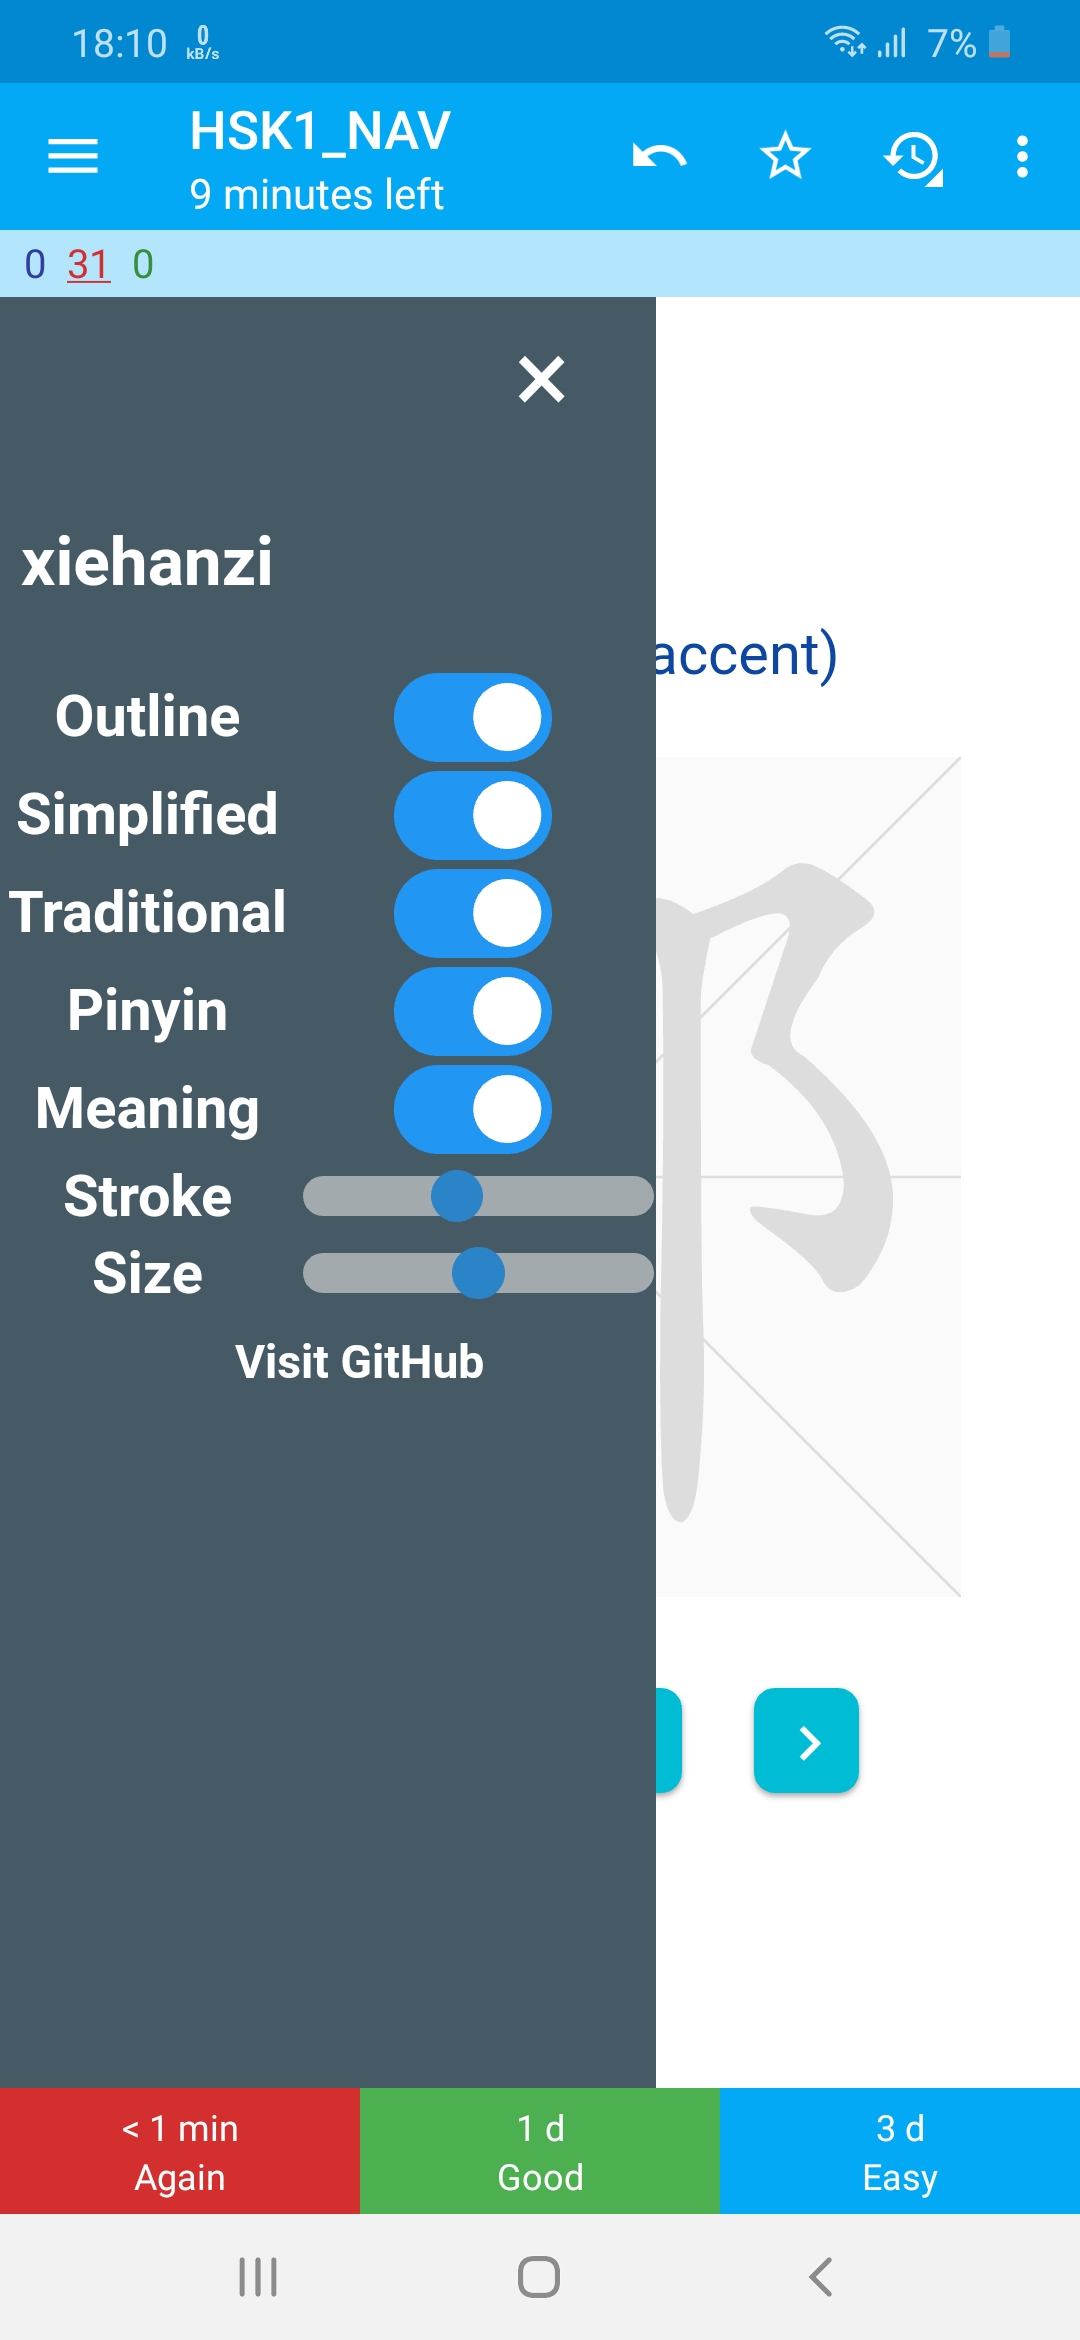 18:10 0 kB/s 7%
HSK1_NAV
9 minutes left
0 31 0
xiehanzi
accent)
Outline
Simplified
Traditional
Pinyin
Meaning
Stroke
Size
Visit GitHub
< 1 min 1 d 3 d
Again Good Easy